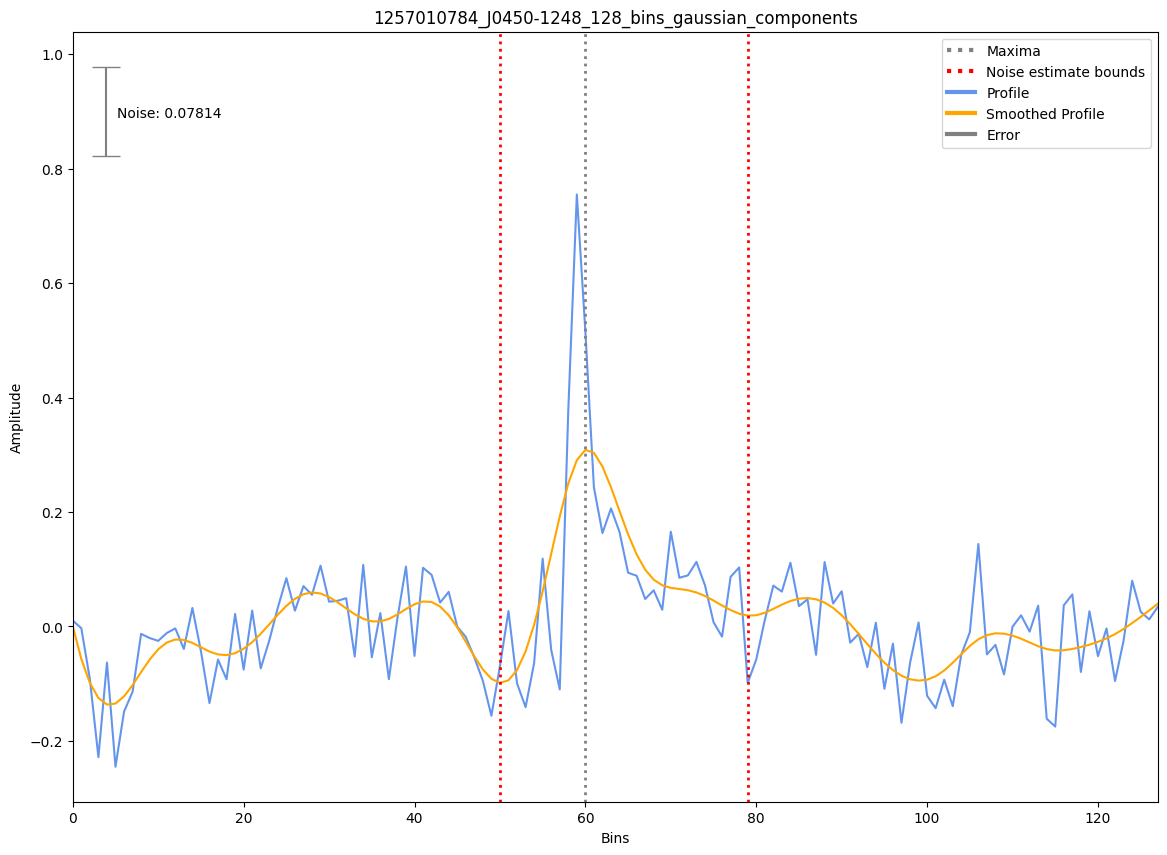 1257010784_J0450-1248_128_bins_gaussian_components
Maxima
Noise estimate bounds
Profile
Smoothed Profile
Error
Noise: 0.07814
1.0
0.8
0.6
0.4
0.2
0.0
−0.2
Amplitude
0
20
40
60
80
100
120
Bins